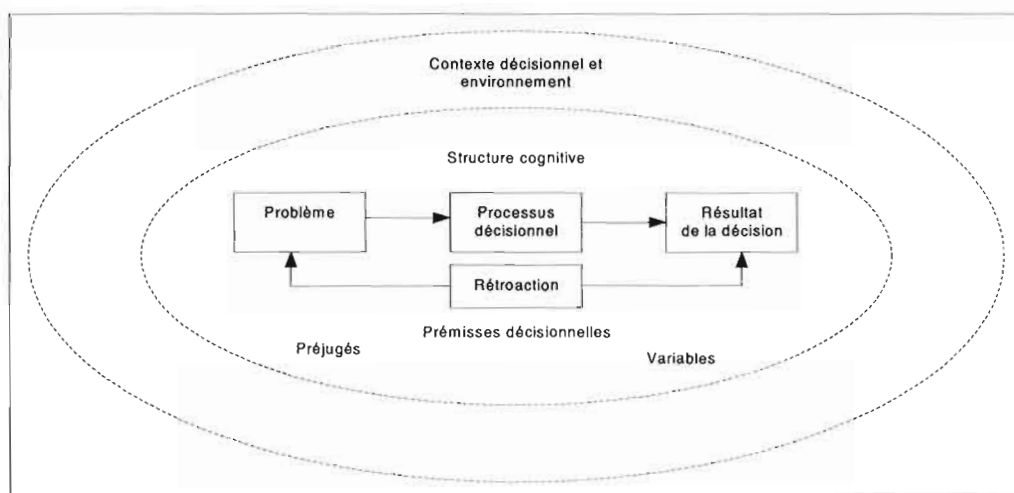 Contexte décisionnel et
environnement
Structure cognitive
Problème
Processus
décisionnel
Résultat
de la décision
Rétroaction
Prémisses décisionnelles
Préjugés
Variables